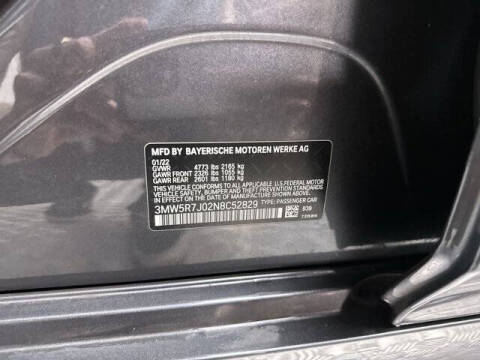 MFD BY BAYERISCHE MOTOREN WERKE AG
01/22
GVWR 4773 lbs 2165 kg
GAWR FRONT 2326 lbs 1055 kg
GAWR REAR 2601 lbs 1180 kg
THIS VEHICLE CONFORMS TO ALL APPLICABLE U.S. FEDERAL MOTOR
VEHICLE SAFETY, BUMPER, AND THEFT PREVENTION STANDARDS
IN EFFECT ON THE DATE OF MANUFACTURE SHOWN ABOVE.
3MW5R7J02N8C52829 TYPE: PASSENGER CAR